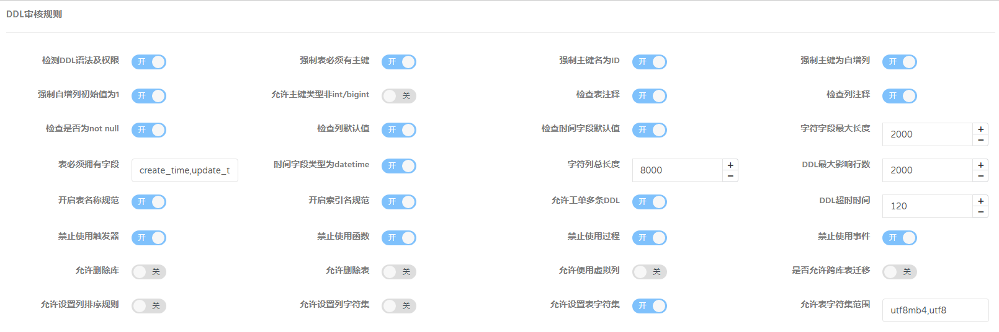 DDL审核规则
检测DDL语法及权限 开 强制表必须有主键 开 强制主键名为ID 开 强制主键为自增列 开
强制自增列初始值为1 开 允许主键类型非int/bigint 关 检查表注释 开 检查列注释 开
检查是否为not null 开 检查列默认值 开 检查时间字段默认值 开 字符字段最大长度 2000 + −
表必须拥有字段 create_time,update_t 时间字段类型为datetime 开 字符列总长度 8000 + − DDL最大影响行数 2000 + −
开启表名称规范 开 开启索引名规范 开 允许工单多条DDL 开 DDL超时时间 120 + −
禁止使用触发器 开 禁止使用函数 开 禁止使用过程 开 禁止使用事件 开
允许删除库 关 允许删除表 关 允许使用虚拟列 关 是否允许跨库表迁移 关
允许设置列排序规则 关 允许设置列字符集 关 允许设置表字符集 开 允许表字符集范围 utf8mb4,utf8